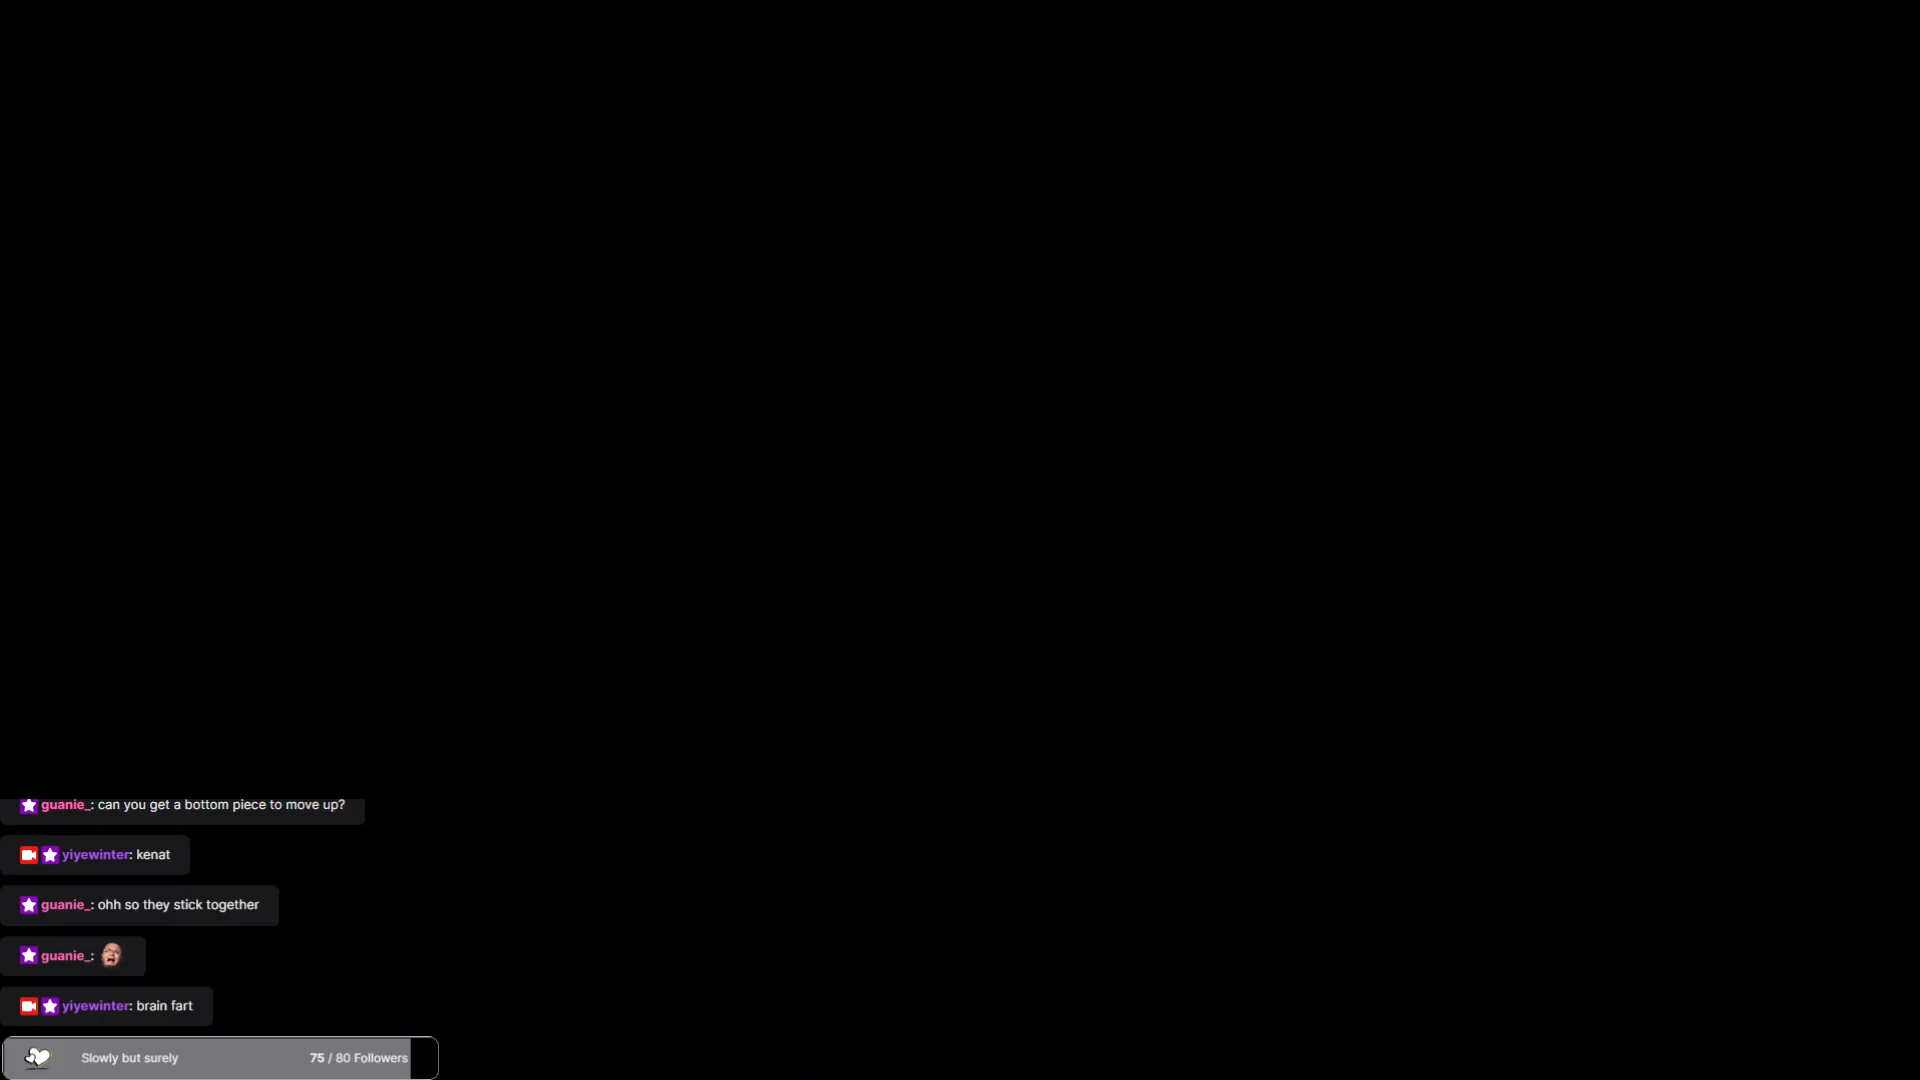 guanie_: can you get a bottom piece to move up?
yiyewinter: kenat
guanie_: ohh so they stick together
guanie_:
yiyewinter: brain fart
Slowly but surely 75 / 80 Followers